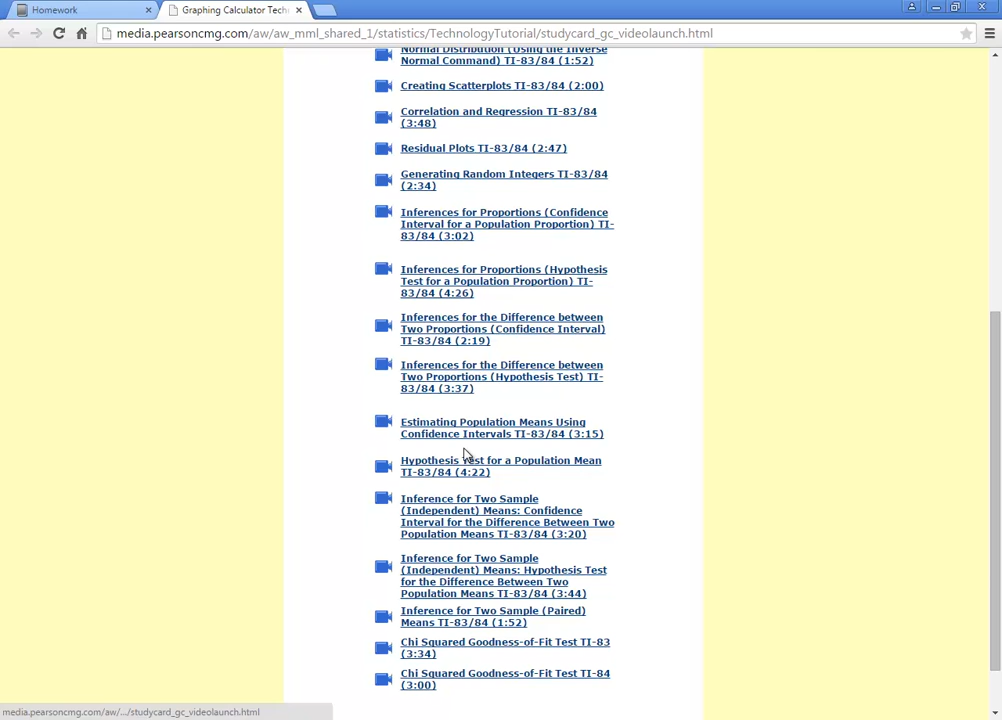 Homework
Graphing Calculator Tech
media.pearsoncmg.com/aw/aw_mml_shared_1/statistics/TechnologyTutorial/studycard_gc_videolaunch.html
Normal Distribution (Using the Inverse
Normal Command) TI-83/84 (1:52)
Creating Scatterplots TI-83/84 (2:00)
Correlation and Regression TI-83/84
(3:48)
Residual Plots TI-83/84 (2:47)
Generating Random Integers TI-83/84
(2:34)
Inferences for Proportions (Confidence
Interval for a Population Proportion) TI-
83/84 (3:02)
Inferences for Proportions (Hypothesis
Test for a Population Proportion) TI-
83/84 (4:26)
Inferences for the Difference between
Two Proportions (Confidence Interval)
TI-83/84 (2:19)
Inferences for the Difference between
Two Proportions (Hypothesis Test) TI-
83/84 (3:37)
Estimating Population Means Using
Confidence Intervals TI-83/84 (3:15)
Hypothesis Test for a Population Mean
TI-83/84 (4:22)
Inference for Two Sample
(Independent) Means: Confidence
Interval for the Difference Between Two
Population Means TI-83/84 (3:20)
Inference for Two Sample
(Independent) Means: Hypothesis Test
for the Difference Between Two
Population Means TI-83/84 (3:44)
Inference for Two Sample (Paired)
Means TI-83/84 (1:52)
Chi Squared Goodness-of-Fit Test TI-83
(3:34)
Chi Squared Goodness-of-Fit Test TI-84
(3:00)
media.pearsoncmg.com/aw/.../studycard_gc_videolaunch.html